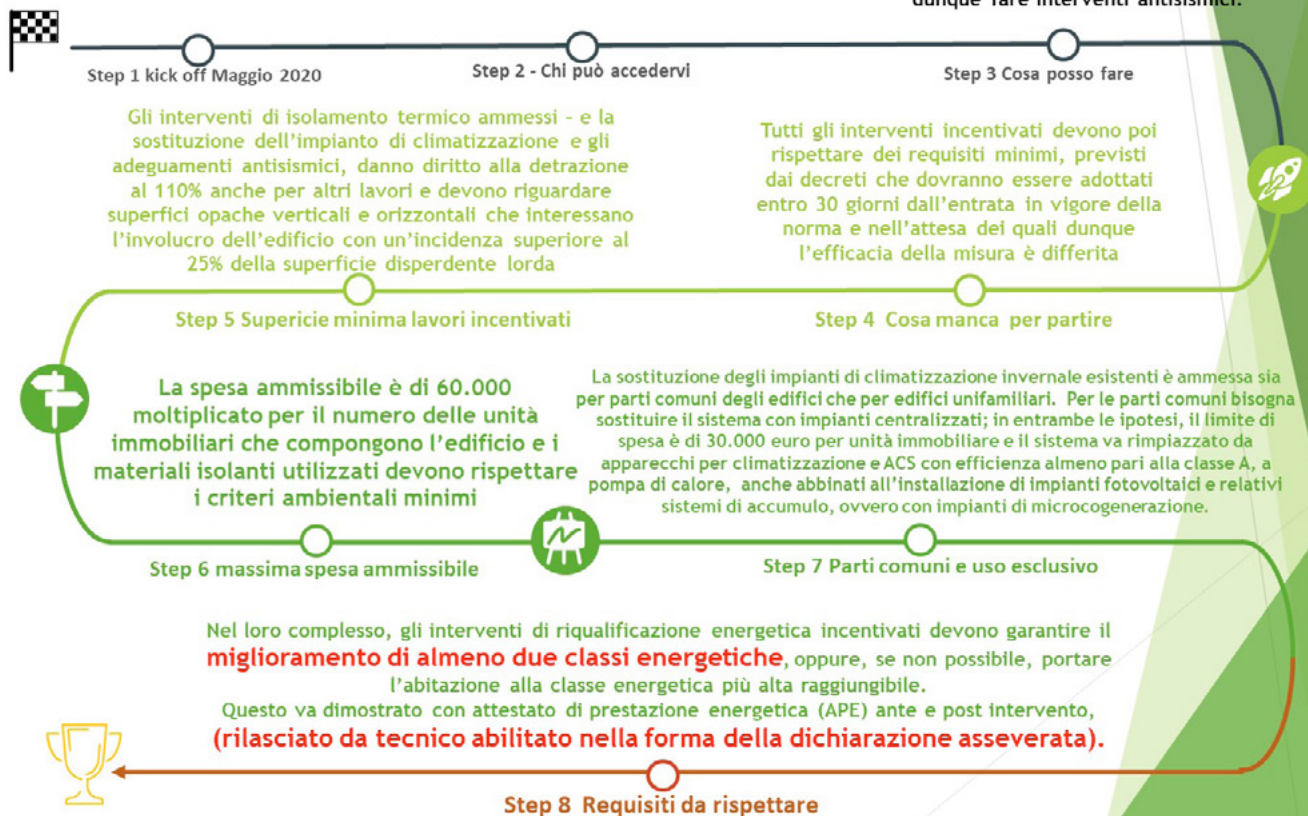 dunque fare interventi antisismici.
Step 1 kick off Maggio 2020
Step 2 - Chi può accedervi
Step 3 Cosa posso fare
Gli interventi di isolamento termico ammessi - e la
sostituzione dell'impianto di climatizzazione e gli
adeguamenti antisismici, danno diritto alla detrazione
al 110% anche per altri lavori e devono riguardare
superfici opache verticali e orizzontali che interessano
l'involucro dell'edificio con un'incidenza superiore al
25% della superficie disperdente lorda
Tutti gli interventi incentivati devono poi
rispettare dei requisiti minimi, previsti
dai decreti che dovranno essere adottati
entro 30 giorni dall'entrata in vigore della
norma e nell'attesa dei quali dunque
l'efficacia della misura è differita
Step 5 Supericie minima lavori incentivati
Step 4 Cosa manca per partire
La spesa ammissibile è di 60.000
moltiplicato per il numero delle unità
immobiliari che compongono l'edificio e i
materiali isolanti utilizzati devono rispettare
i criteri ambientali minimi
La sostituzione degli impianti di climatizzazione invernale esistenti è ammessa sia
per parti comuni degli edifici che per edifici unifamiliari. Per le parti comuni bisogna
sostituire il sistema con impianti centralizzati; in entrambe le ipotesi, il limite di
spesa è di 30.000 euro per unità immobiliare e il sistema va rimpiazzato da
apparecchi per climatizzazione e ACS con efficienza almeno pari alla classe A, a
pompa di calore, anche abbinati all'installazione di impianti fotovoltaici e relativi
sistemi di accumulo, ovvero con impianti di microcogenerazione.
Step 6 massima spesa ammissibile
Step 7 Parti comuni e uso esclusivo
Nel loro complesso, gli interventi di riqualificazione energetica incentivati devono garantire il
miglioramento di almeno due classi energetiche, oppure, se non possibile, portare
l'abitazione alla classe energetica più alta raggiungibile.
Questo va dimostrato con attestato di prestazione energetica (APE) ante e post intervento,
(rilasciato da tecnico abilitato nella forma della dichiarazione asseverata).
Step 8 Requisiti da rispettare